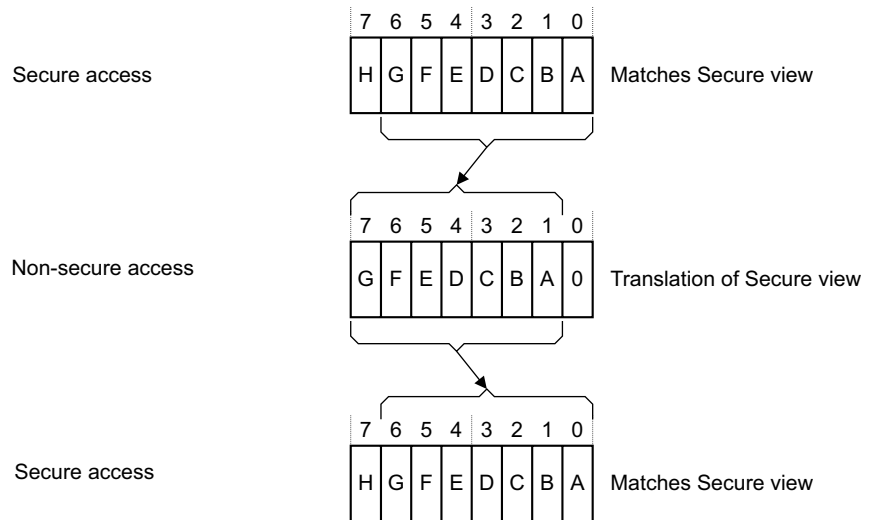 7 6 5 4 3 2 1 0
Secure access H G F E D C B A Matches Secure view
7 6 5 4 3 2 1 0
Non-secure access G F E D C B A 0 Translation of Secure view
7 6 5 4 3 2 1 0
Secure access H G F E D C B A Matches Secure view